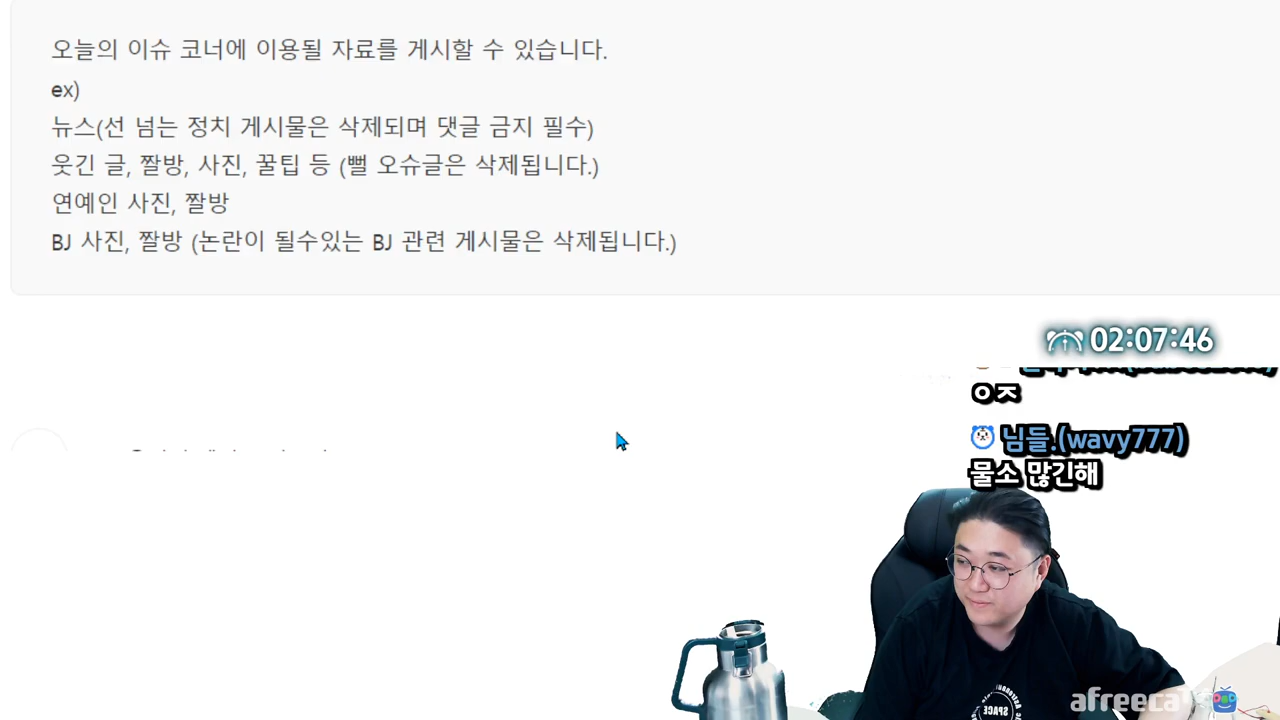 오늘의 이슈 코너에 이용될 자료를 게시할 수 있습니다.
ex)
뉴스(선 넘는 정치 게시물은 삭제되며 댓글 금지 필수)
웃긴 글, 짤방, 사진, 꿀팁 등 (뻘 오슈글은 삭제됩니다.)
연예인 사진, 짤방
BJ 사진, 짤방 (논란이 될수있는 BJ 관련 게시물은 삭제됩니다.)
02:07:46
ㅇㅈ
님들.(wavy777)
물소 많긴해
SPACE
afreeca